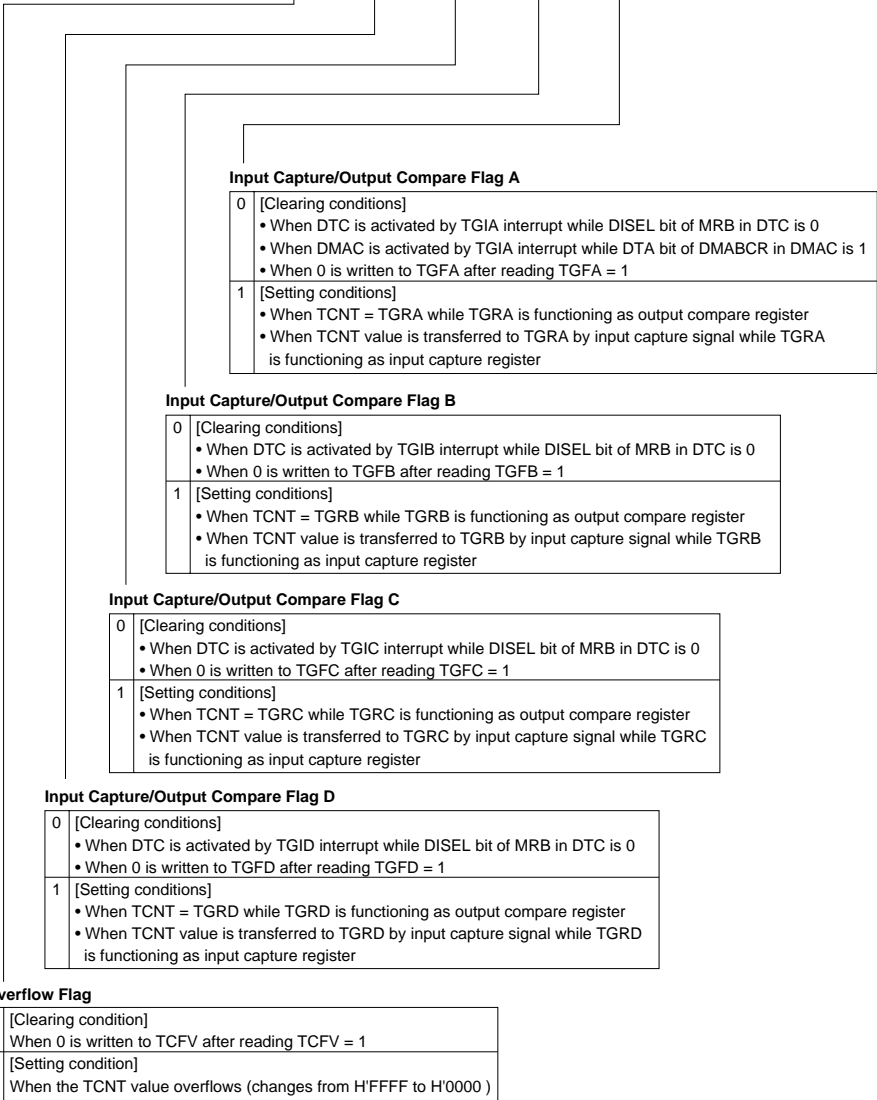 Input Capture/Output Compare Flag A
0 [Clearing conditions]
• When DTC is activated by TGIA interrupt while DISEL bit of MRB in DTC is 0
• When DMAC is activated by TGIA interrupt while DTA bit of DMABCR in DMAC is 1
• When 0 is written to TGFA after reading TGFA = 1
1 [Setting conditions]
• When TCNT = TGRA while TGRA is functioning as output compare register
• When TCNT value is transferred to TGRA by input capture signal while TGRA
is functioning as input capture register
Input Capture/Output Compare Flag B
0 [Clearing conditions]
• When DTC is activated by TGIB interrupt while DISEL bit of MRB in DTC is 0
• When 0 is written to TGFB after reading TGFB = 1
1 [Setting conditions]
• When TCNT = TGRB while TGRB is functioning as output compare register
• When TCNT value is transferred to TGRB by input capture signal while TGRB
is functioning as input capture register
Input Capture/Output Compare Flag C
0 [Clearing conditions]
• When DTC is activated by TGIC interrupt while DISEL bit of MRB in DTC is 0
• When 0 is written to TGFC after reading TGFC = 1
1 [Setting conditions]
• When TCNT = TGRC while TGRC is functioning as output compare register
• When TCNT value is transferred to TGRC by input capture signal while TGRC
is functioning as input capture register
Input Capture/Output Compare Flag D
0 [Clearing conditions]
• When DTC is activated by TGID interrupt while DISEL bit of MRB in DTC is 0
• When 0 is written to TGFD after reading TGFD = 1
1 [Setting conditions]
• When TCNT = TGRD while TGRD is functioning as output compare register
• When TCNT value is transferred to TGRD by input capture signal while TGRD
is functioning as input capture register
verflow Flag
[Clearing condition]
When 0 is written to TCFV after reading TCFV = 1
[Setting condition]
When the TCNT value overflows (changes from H'FFFF to H'0000 )